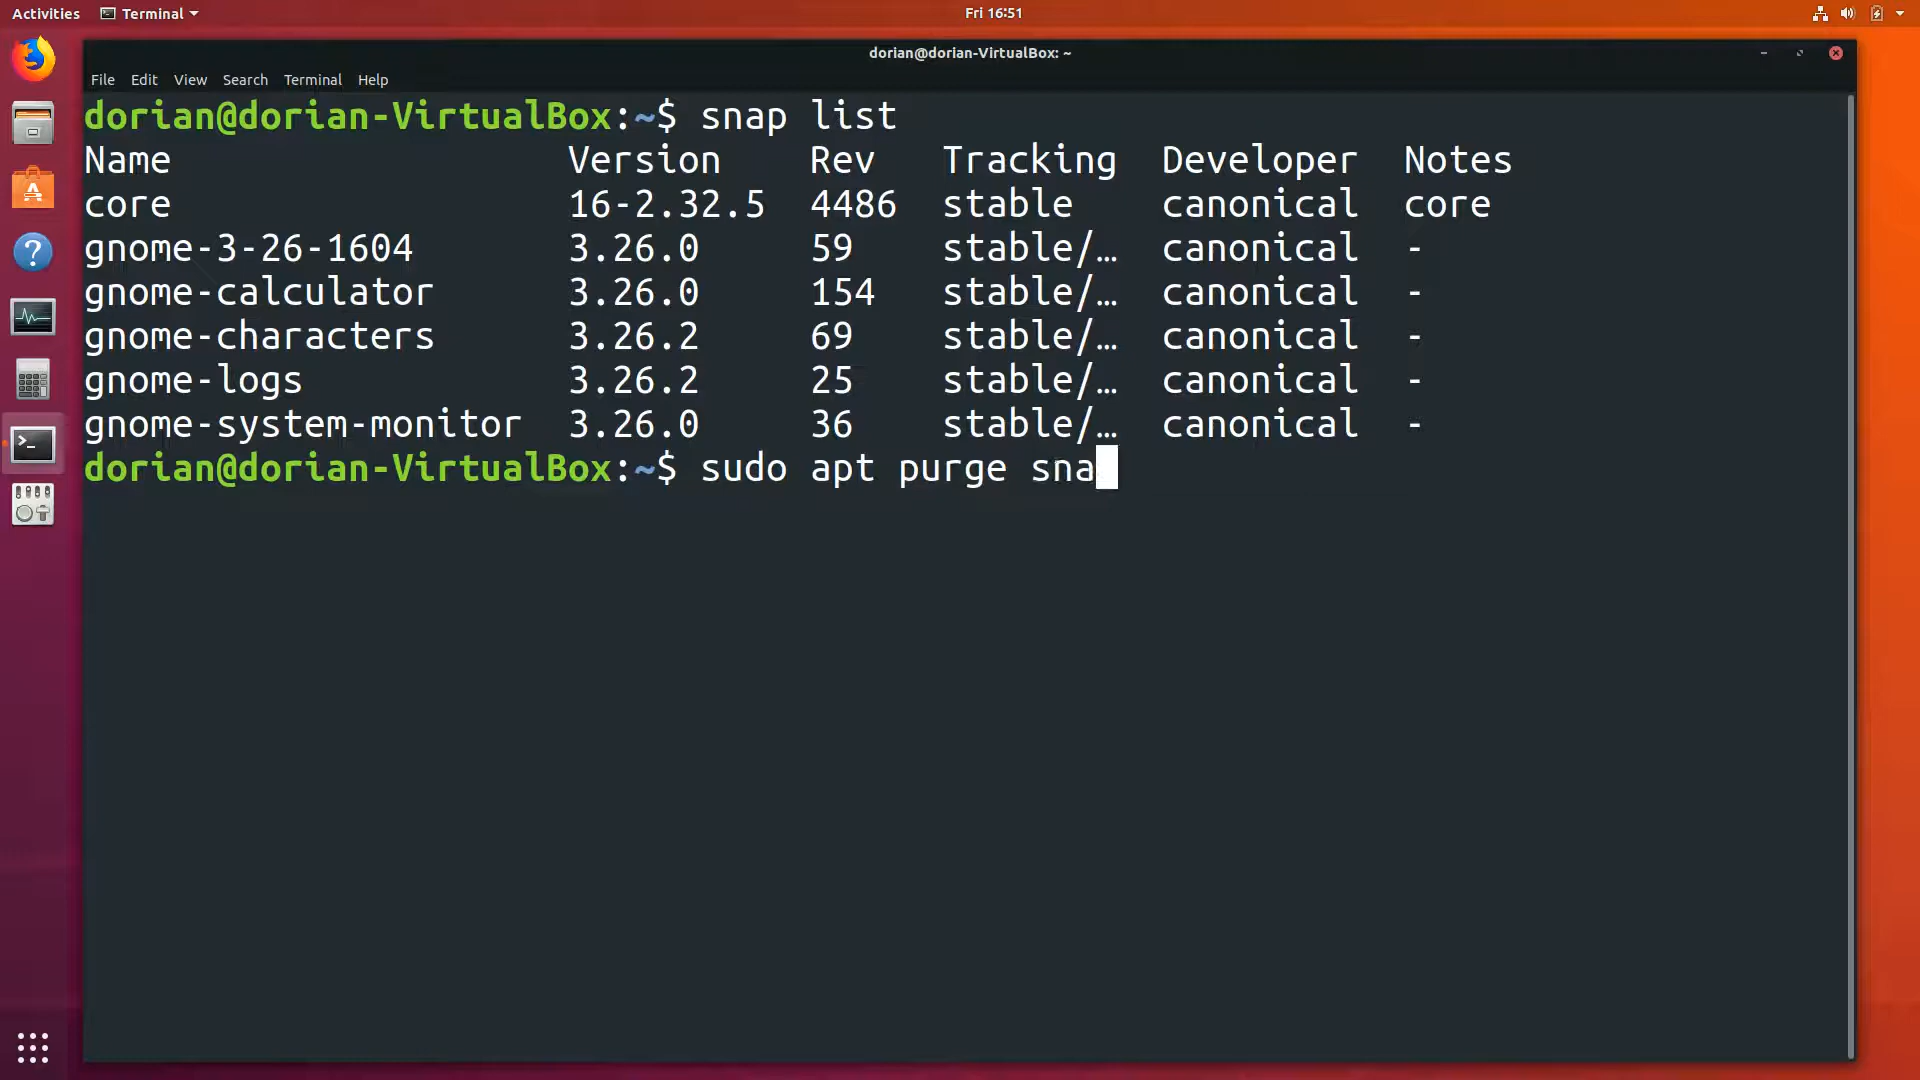 Activities Terminal Fri 16:51
dorian@dorian-VirtualBox: ~
File Edit View Search Terminal Help
dorian@dorian-VirtualBox:~$ snap list
Name Version Rev Tracking Developer Notes
core 16-2.32.5 4486 stable canonical core
gnome-3-26-1604 3.26.0 59 stable/… canonical -
gnome-calculator 3.26.0 154 stable/… canonical -
gnome-characters 3.26.2 69 stable/… canonical -
gnome-logs 3.26.2 25 stable/… canonical -
gnome-system-monitor 3.26.0 36 stable/… canonical -
dorian@dorian-VirtualBox:~$ sudo apt purge sna